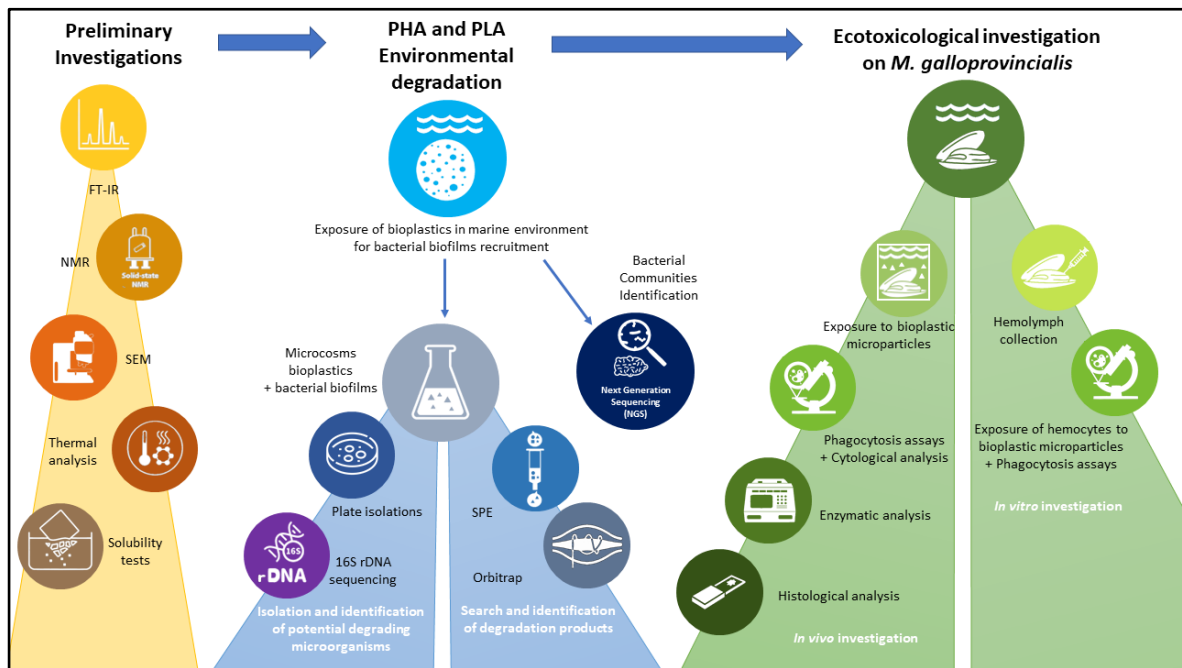 Preliminary
Investigations
FT-IR
NMR
Solid-state
NMR
SEM
Thermal
analysis
Solubility
tests
PHA and PLA
Environmental
degradation
Exposure of bioplastics in marine environment
for bacterial biofilms recruitment
Bacterial
Communities
Identification
Next Generation
Sequencing
(NGS)
Microcosms
bioplastics
+ bacterial biofilms
Plate isolations
16S
rDNA
16S rDNA
sequencing
Isolation and identification
of potential degrading
microorganisms
SPE
Orbitrap
Search and identification
of degradation products
Ecotoxicological investigation
on M. galloprovincialis
Exposure to bioplastic
microparticles
Phagocytosis assays
+ Cytological analysis
Enzymatic analysis
Histological analysis
In vivo investigation
Hemolymph
collection
Exposure of hemocytes to
bioplastic microparticles
+ Phagocytosis assays
In vitro investigation